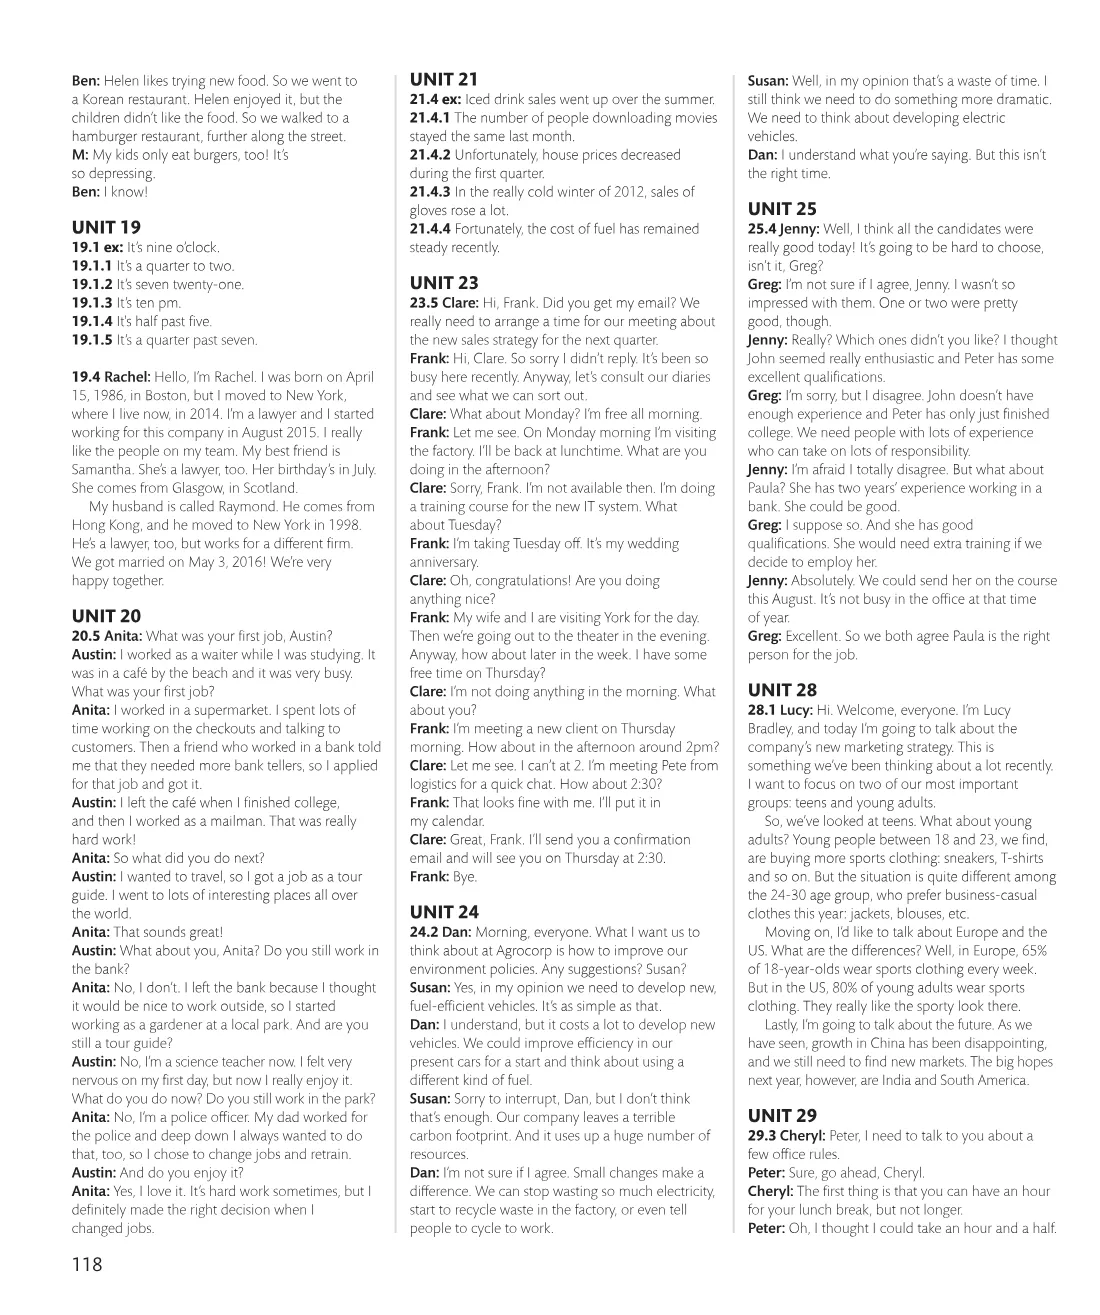 Ben: Helen likes trying new food. So we went to
a Korean restaurant. Helen enjoyed it, but the
children didn’t like the food. So we walked to a
hamburger restaurant, further along the street.
M: My kids only eat burgers, too! It’s
so depressing.
Ben: I know!
UNIT 19
19.1 ex: It’s nine o’clock.
19.1.1 It’s a quarter to two.
19.1.2 It’s seven twenty-one.
19.1.3 It’s ten pm.
19.1.4 It’s half past five.
19.1.5 It’s a quarter past seven.
19.4 Rachel: Hello, I’m Rachel. I was born on April
15, 1986, in Boston, but I moved to New York,
where I live now, in 2014. I’m a lawyer and I started
working for this company in August 2015. I really
like the people on my team. My best friend is
Samantha. She’s a lawyer, too. Her birthday’s in July.
She comes from Glasgow, in Scotland.
My husband is called Raymond. He comes from
Hong Kong, and he moved to New York in 1998.
He’s a lawyer, too, but works for a different firm.
We got married on May 3, 2016! We’re very
happy together.
UNIT 20
20.5 Anita: What was your first job, Austin?
Austin: I worked as a waiter while I was studying. It
was in a café by the beach and it was very busy.
What was your first job?
Anita: I worked in a supermarket. I spent lots of
time working on the checkouts and talking to
customers. Then a friend who worked in a bank told
me that they needed more bank tellers, so I applied
for that job and got it.
Austin: I left the café when I finished college,
and then I worked as a mailman. That was really
hard work!
Anita: So what did you do next?
Austin: I wanted to travel, so I got a job as a tour
guide. I went to lots of interesting places all over
the world.
Anita: That sounds great!
Austin: What about you, Anita? Do you still work in
the bank?
Anita: No, I don’t. I left the bank because I thought
it would be nice to work outside, so I started
working as a gardener at a local park. And are you
still a tour guide?
Austin: No, I’m a science teacher now. I felt very
nervous on my first day, but now I really enjoy it.
What do you do now? Do you still work in the park?
Anita: No, I’m a police officer. My dad worked for
the police and deep down I always wanted to do
that, too, so I chose to change jobs and retrain.
Austin: And do you enjoy it?
Anita: Yes, I love it. It’s hard work sometimes, but I
definitely made the right decision when I
changed jobs.
UNIT 21
21.4 ex: Iced drink sales went up over the summer.
21.4.1 The number of people downloading movies
stayed the same last month.
21.4.2 Unfortunately, house prices decreased
during the first quarter.
21.4.3 In the really cold winter of 2012, sales of
gloves rose a lot.
21.4.4 Fortunately, the cost of fuel has remained
steady recently.
UNIT 23
23.5 Clare: Hi, Frank. Did you get my email? We
really need to arrange a time for our meeting about
the new sales strategy for the next quarter.
Frank: Hi, Clare. So sorry I didn’t reply. It’s been so
busy here recently. Anyway, let’s consult our diaries
and see what we can sort out.
Clare: What about Monday? I’m free all morning.
Frank: Let me see. On Monday morning I’m visiting
the factory. I’ll be back at lunchtime. What are you
doing in the afternoon?
Clare: Sorry, Frank. I’m not available then. I’m doing
a training course for the new IT system. What
about Tuesday?
Frank: I’m taking Tuesday off. It’s my wedding
anniversary.
Clare: Oh, congratulations! Are you doing
anything nice?
Frank: My wife and I are visiting York for the day.
Then we’re going out to the theater in the evening.
Anyway, how about later in the week. I have some
free time on Thursday?
Clare: I’m not doing anything in the morning. What
about you?
Frank: I’m meeting a new client on Thursday
morning. How about in the afternoon around 2pm?
Clare: Let me see. I can’t at 2. I’m meeting Pete from
logistics for a quick chat. How about 2:30?
Frank: That looks fine with me. I’ll put it in
my calendar.
Clare: Great, Frank. I’ll send you a confirmation
email and will see you on Thursday at 2:30.
Frank: Bye.
UNIT 24
24.2 Dan: Morning, everyone. What I want us to
think about at Agrocorp is how to improve our
environment policies. Any suggestions? Susan?
Susan: Yes, in my opinion we need to develop new,
fuel-efficient vehicles. It’s as simple as that.
Dan: I understand, but it costs a lot to develop new
vehicles. We could improve efficiency in our
present cars for a start and think about using a
different kind of fuel.
Susan: Sorry to interrupt, Dan, but I don’t think
that’s enough. Our company leaves a terrible
carbon footprint. And it uses up a huge number of
resources.
Dan: I’m not sure if I agree. Small changes make a
difference. We can stop wasting so much electricity,
start to recycle waste in the factory, or even tell
people to cycle to work.
Susan: Well, in my opinion that’s a waste of time. I
still think we need to do something more dramatic.
We need to think about developing electric
vehicles.
Dan: I understand what you’re saying. But this isn’t
the right time.
UNIT 25
25.4 Jenny: Well, I think all the candidates were
really good today! It’s going to be hard to choose,
isn’t it, Greg?
Greg: I’m not sure if I agree, Jenny. I wasn’t so
impressed with them. One or two were pretty
good, though.
Jenny: Really? Which ones didn’t you like? I thought
John seemed really enthusiastic and Peter has some
excellent qualifications.
Greg: I’m sorry, but I disagree. John doesn’t have
enough experience and Peter has only just finished
college. We need people with lots of experience
who can take on lots of responsibility.
Jenny: I’m afraid I totally disagree. But what about
Paula? She has two years’ experience working in a
bank. She could be good.
Greg: I suppose so. And she has good
qualifications. She would need extra training if we
decide to employ her.
Jenny: Absolutely. We could send her on the course
this August. It’s not busy in the office at that time
of year.
Greg: Excellent. So we both agree Paula is the right
person for the job.
UNIT 28
28.1 Lucy: Hi. Welcome, everyone. I’m Lucy
Bradley, and today I’m going to talk about the
company’s new marketing strategy. This is
something we’ve been thinking about a lot recently.
I want to focus on two of our most important
groups: teens and young adults.
So, we’ve looked at teens. What about young
adults? Young people between 18 and 23, we find,
are buying more sports clothing: sneakers, T-shirts
and so on. But the situation is quite different among
the 24-30 age group, who prefer business-casual
clothes this year: jackets, blouses, etc.
Moving on, I’d like to talk about Europe and the
US. What are the differences? Well, in Europe, 65%
of 18-year-olds wear sports clothing every week.
But in the US, 80% of young adults wear sports
clothing. They really like the sporty look there.
Lastly, I’m going to talk about the future. As we
have seen, growth in China has been disappointing,
and we still need to find new markets. The big hopes
next year, however, are India and South America.
UNIT 29
29.3 Cheryl: Peter, I need to talk to you about a
few office rules.
Peter: Sure, go ahead, Cheryl.
Cheryl: The first thing is that you can have an hour
for your lunch break, but not longer.
Peter: Oh, I thought I could take an hour and a half.
118